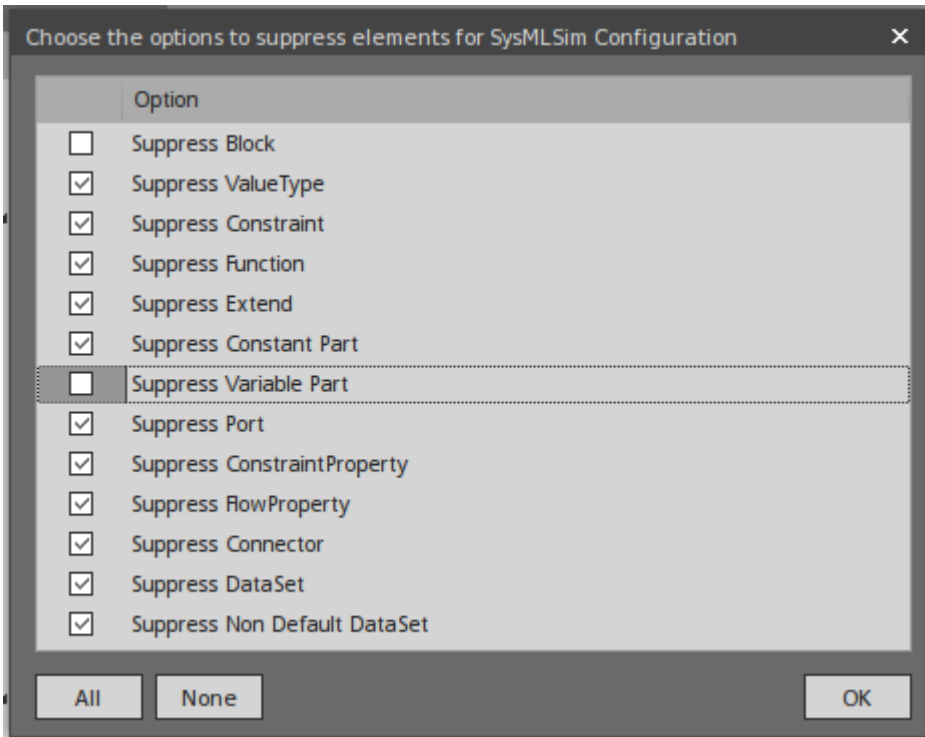 Choose the options to suppress elements for SysMLSim Configuration
Option
Suppress Block
Suppress ValueType
Suppress Constraint
Suppress Function
Suppress Extend
Suppress Constant Part
Suppress Variable Part
Suppress Port
Suppress ConstraintProperty
Suppress FlowProperty
Suppress Connector
Suppress DataSet
Suppress Non Default DataSet
All None OK